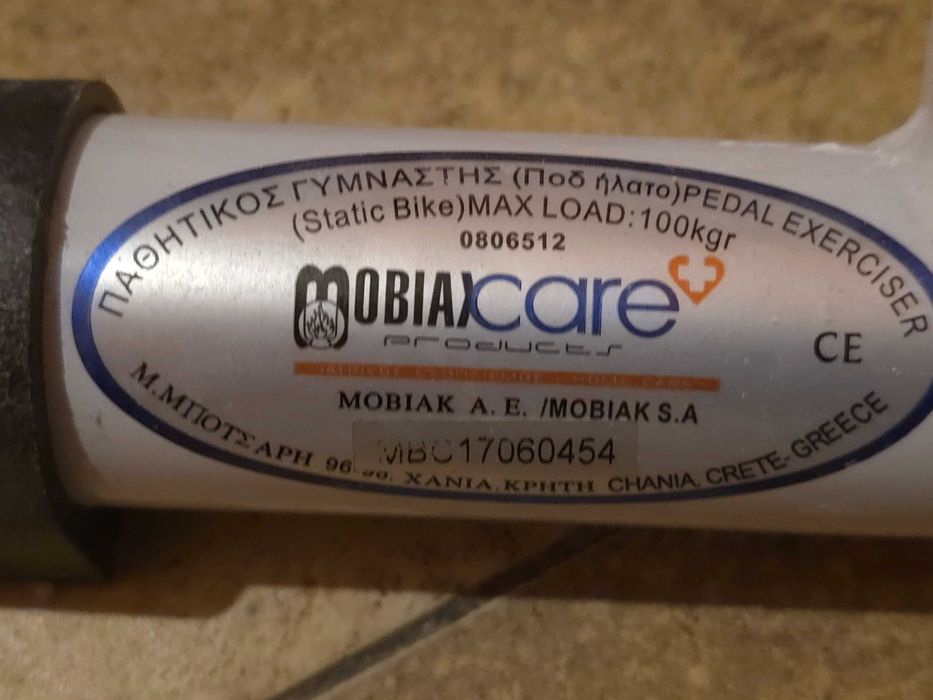 ΠΑΘΗΤΙΚΟΣ ΓΥΜΝΑΣΤΗΣ (Ποδ ήλατο)PEDAL EXERCISER
(Static Bike)MAX LOAD:100kgr
0806512
MOBIAKcare
products
MOBIAK A. E. /MOBIAK S.A
MBC17060454
Μ.ΜΠΟΤΣΑΡΗ 96 ΧΑΝΙΑ.ΚΡΗΤΗ CHANIA. CRETE-GREECE
CE